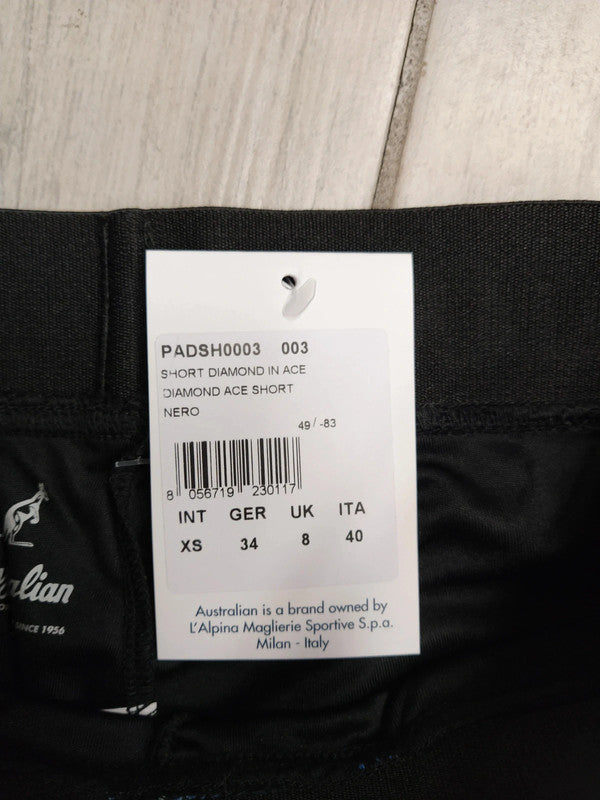 PADSH0003 003
SHORT DIAMOND IN ACE
DIAMOND ACE SHORT
NERO
49/-83
8 056719 230117
INT GER UK ITA
XS 34 8 40
Australian is a brand owned by
L'Alpina Maglierie Sportive S.p.a.
Milan - Italy
SINCE 1956